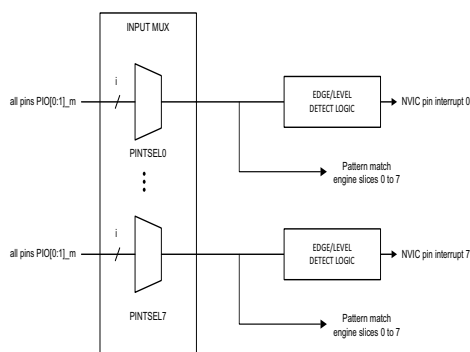 INPUT MUX
i
all pins PIO[0:1]_m
EDGE/LEVEL
DETECT LOGIC
NVIC pin interrupt 0
PINTSEL0
Pattern match
engine slices 0 to 7
i
all pins PIO[0:1]_m
EDGE/LEVEL
DETECT LOGIC
NVIC pin interrupt 7
PINTSEL7
Pattern match
engine slices 0 to 7